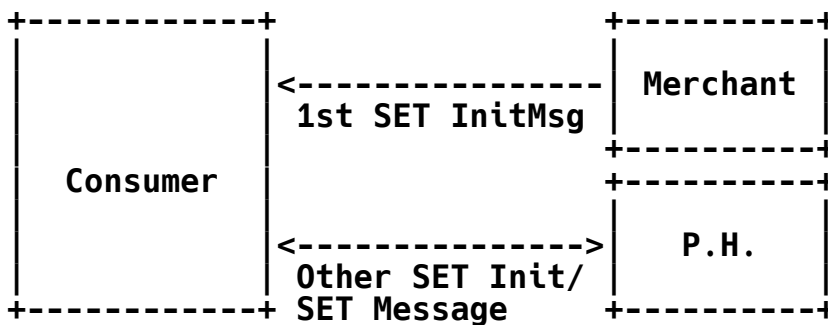 Merchant
1st SET InitMsg
Consumer
P.H.
Other SET Init/
SET Message